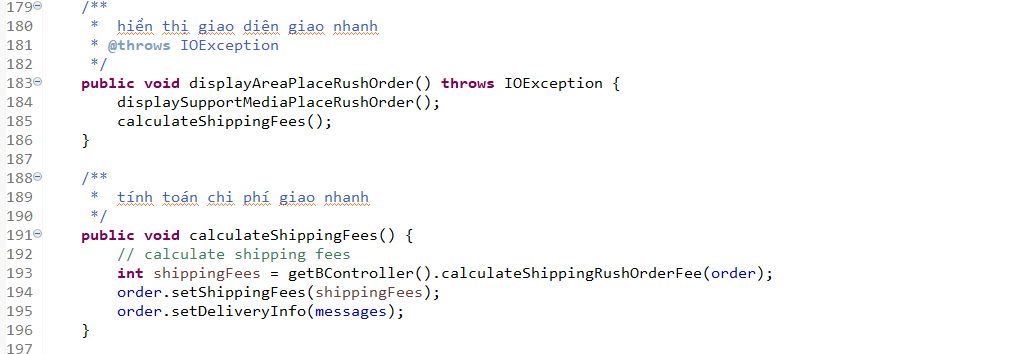 179 /**
180 * hiển thị giao diện giao nhanh
181 * @throws IOException
182 */
183 public void displayAreaPlaceRushOrder() throws IOException {
184 displaySupportMediaPlaceRushOrder();
185 calculateShippingFees();
186 }
187
188 /**
189 * tính toán chi phí giao nhanh
190 */
191 public void calculateShippingFees() {
192 // calculate shipping fees
193 int shippingFees = getBController().calculateShippingRushOrderFee(order);
194 order.setShippingFees(shippingFees);
195 order.setDeliveryInfo(messages);
196 }
197